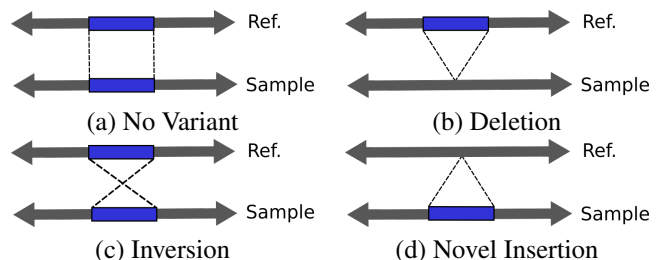 Ref.
Sample
(a) No Variant
Ref.
Sample
(b) Deletion
Ref.
Sample
(c) Inversion
Ref.
Sample
(d) Novel Insertion